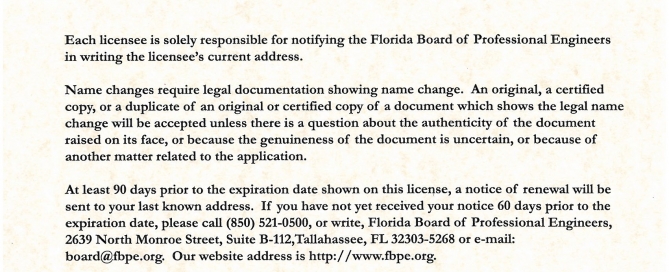 Each licensee is solely responsible for notifying the Florida Board of Professional Engineers
in writing the licensee's current address.
Name changes require legal documentation showing name change. An original, a certified
copy, or a duplicate of an original or certified copy of a document which shows the legal name
change will be accepted unless there is a question about the authenticity of the document
raised on its face, or because the genuineness of the document is uncertain, or because of
another matter related to the application.
At least 90 days prior to the expiration date shown on this license, a notice of renewal will be
sent to your last known address. If you have not yet received your notice 60 days prior to the
expiration date, please call (850) 521-0500, or write, Florida Board of Professional Engineers,
2639 North Monroe Street, Suite B-112,Tallahassee, FL 32303-5268 or e-mail:
board@fbpe.org. Our website address is http://www.fbpe.org.